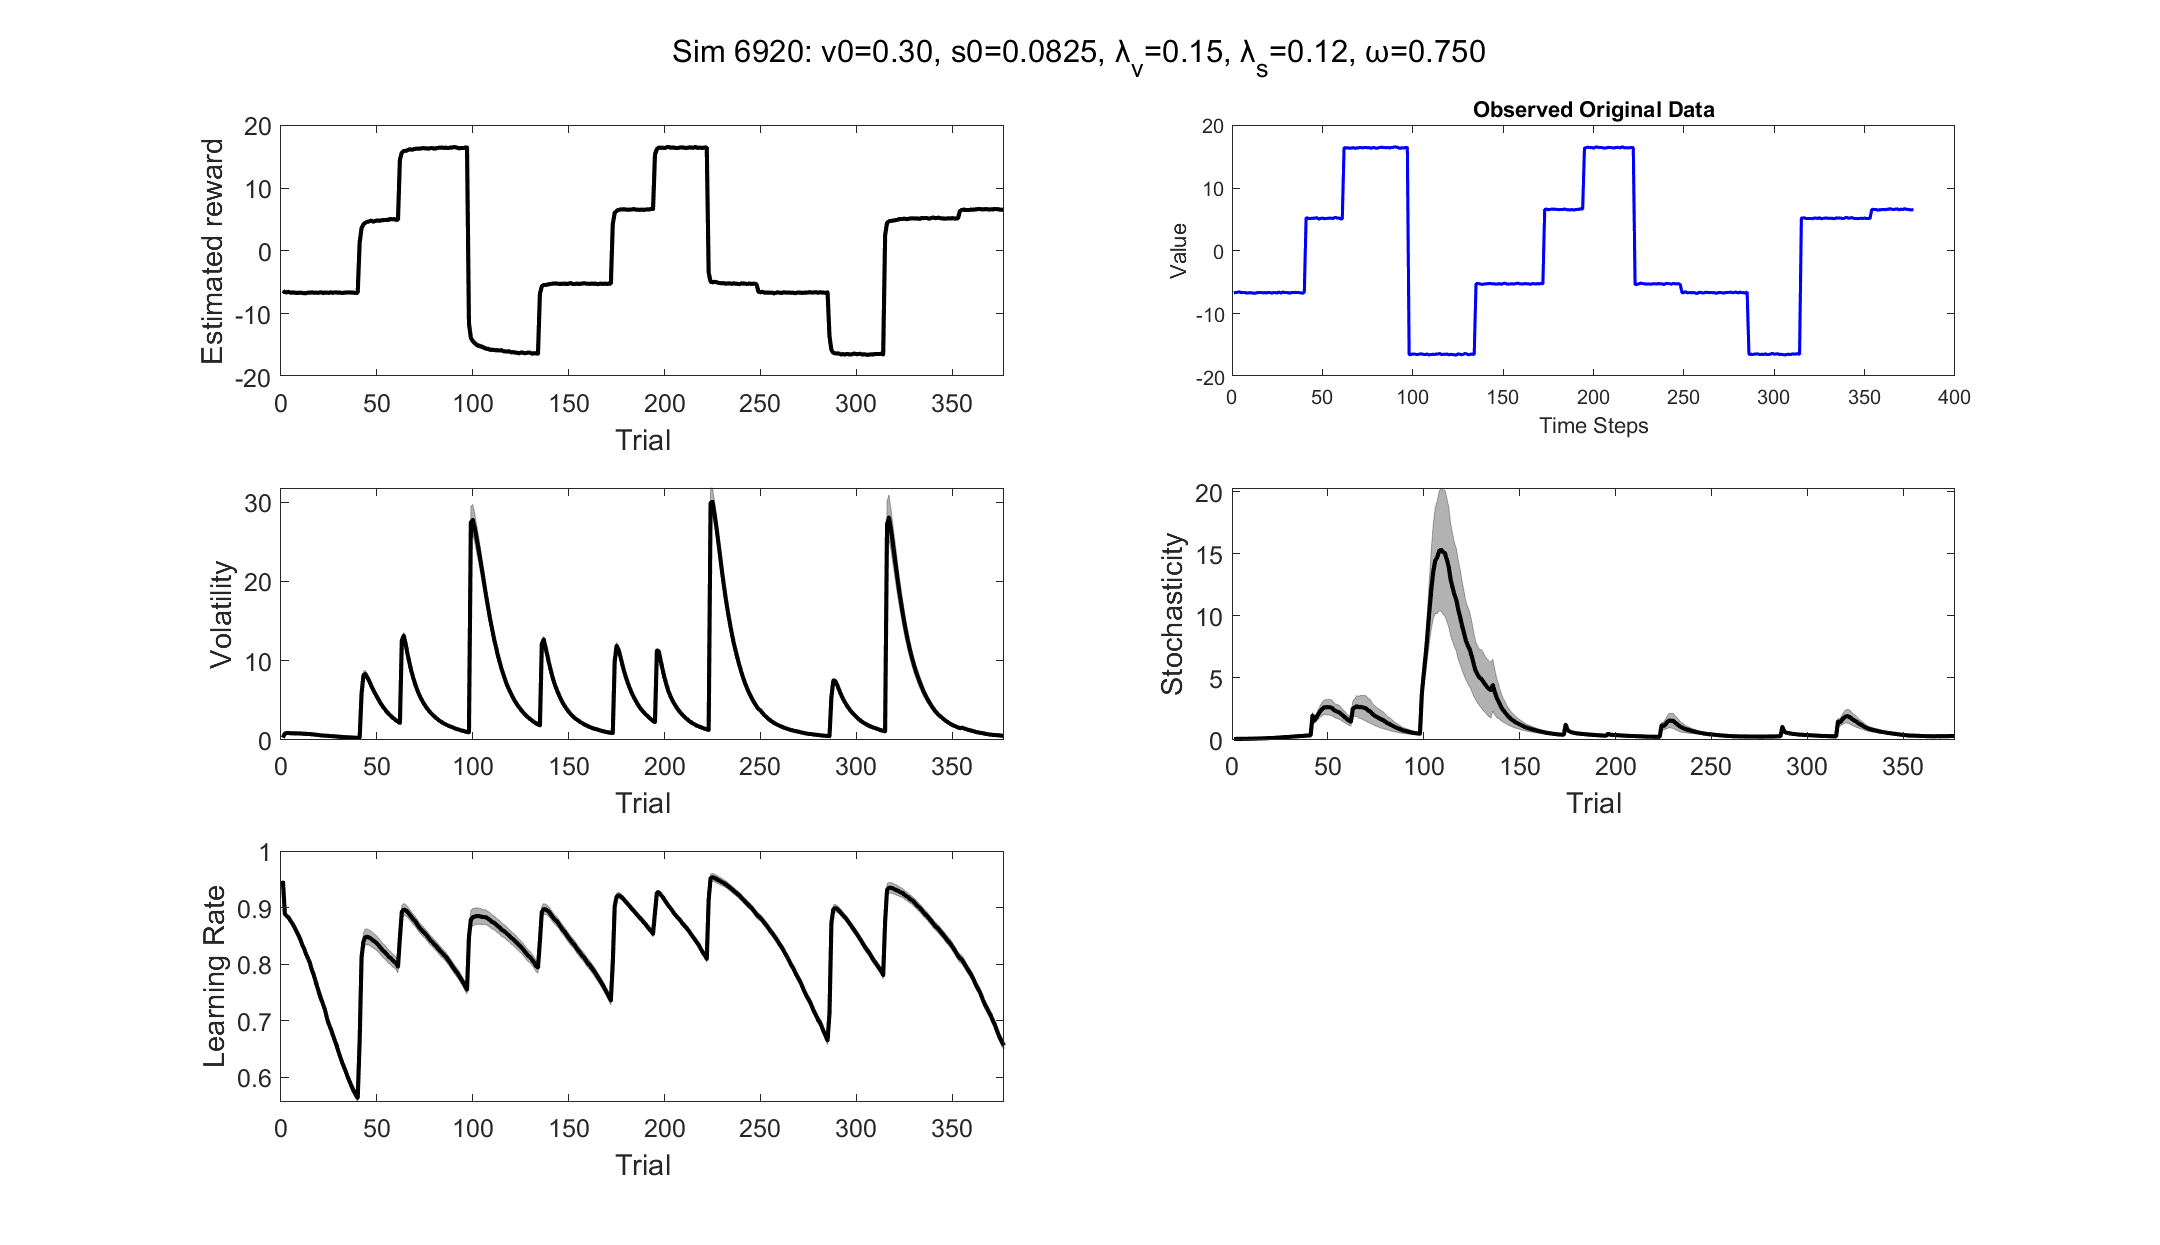 Sim 6920: v0=0.30, s0=0.0825, λ_v=0.15, λ_s=0.12, ω=0.750
20
10
0
-10
-20
Estimated reward
0 50 100 150 200 250 300 350
Trial
Observed Original Data
20
10
0
-10
-20
Value
0 50 100 150 200 250 300 350 400
Time Steps
30
20
10
0
Volatility
0 50 100 150 200 250 300 350
Trial
20
15
10
5
0
Stochasticity
0 50 100 150 200 250 300 350
Trial
1
0.9
0.8
0.7
0.6
Learning Rate
0 50 100 150 200 250 300 350
Trial